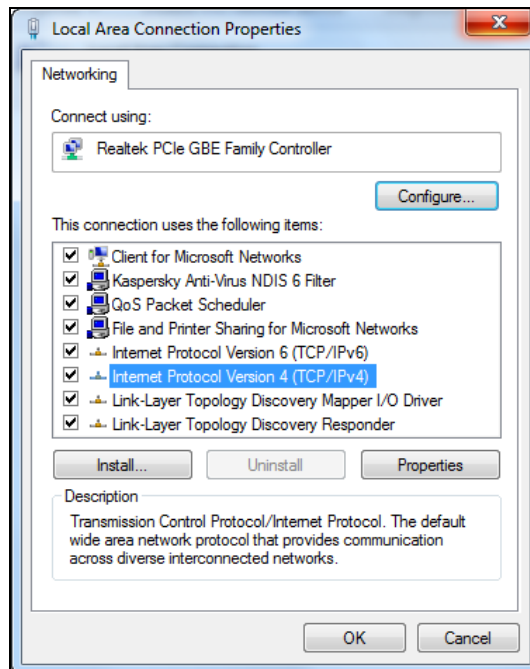 Local Area Connection Properties
Networking
Connect using:
Realtek PCIe GBE Family Controller
Configure...
This connection uses the following items:
Client for Microsoft Networks
Kaspersky Anti-Virus NDIS 6 Filter
QoS Packet Scheduler
File and Printer Sharing for Microsoft Networks
Internet Protocol Version 6 (TCP/IPv6)
Internet Protocol Version 4 (TCP/IPv4)
Link-Layer Topology Discovery Mapper I/O Driver
Link-Layer Topology Discovery Responder
Install... Uninstall Properties
Description
Transmission Control Protocol/Internet Protocol. The default
wide area network protocol that provides communication
across diverse interconnected networks.
OK Cancel